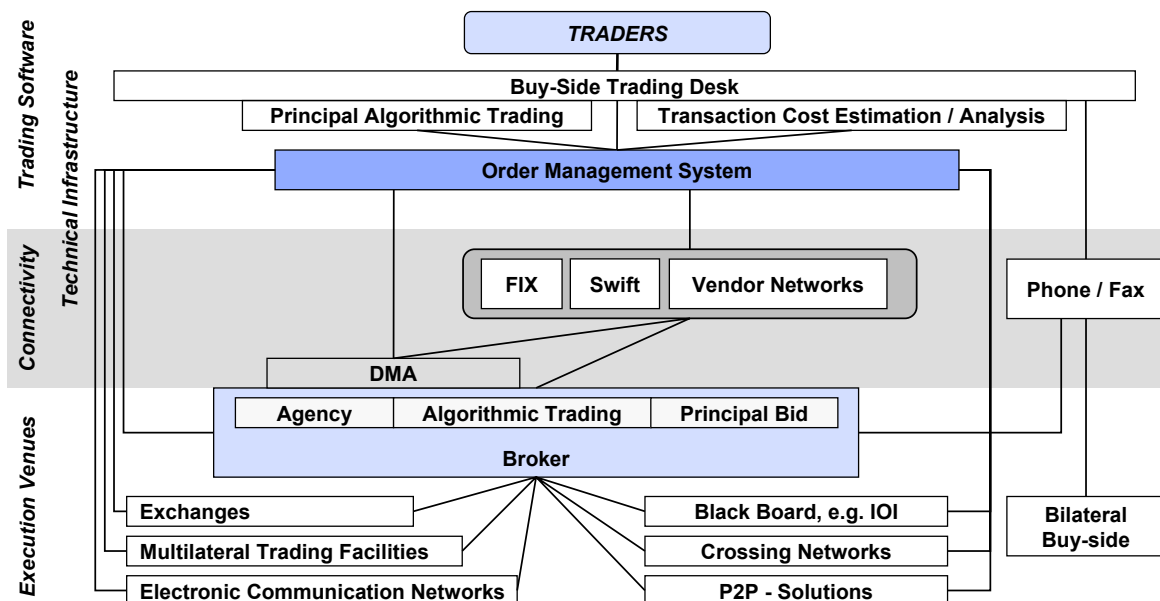 TRADERS
Trading Software
Technical Infrastructure
Buy-Side Trading Desk
Principal Algorithmic Trading
Transaction Cost Estimation / Analysis
Order Management System
Connectivity
FIX
Swift
Vendor Networks
Phone / Fax
DMA
Agency
Algorithmic Trading
Principal Bid
Broker
Execution Venues
Exchanges
Black Board, e.g. IOI
Multilateral Trading Facilities
Crossing Networks
Electronic Communication Networks
P2P - Solutions
Bilateral
Buy-side